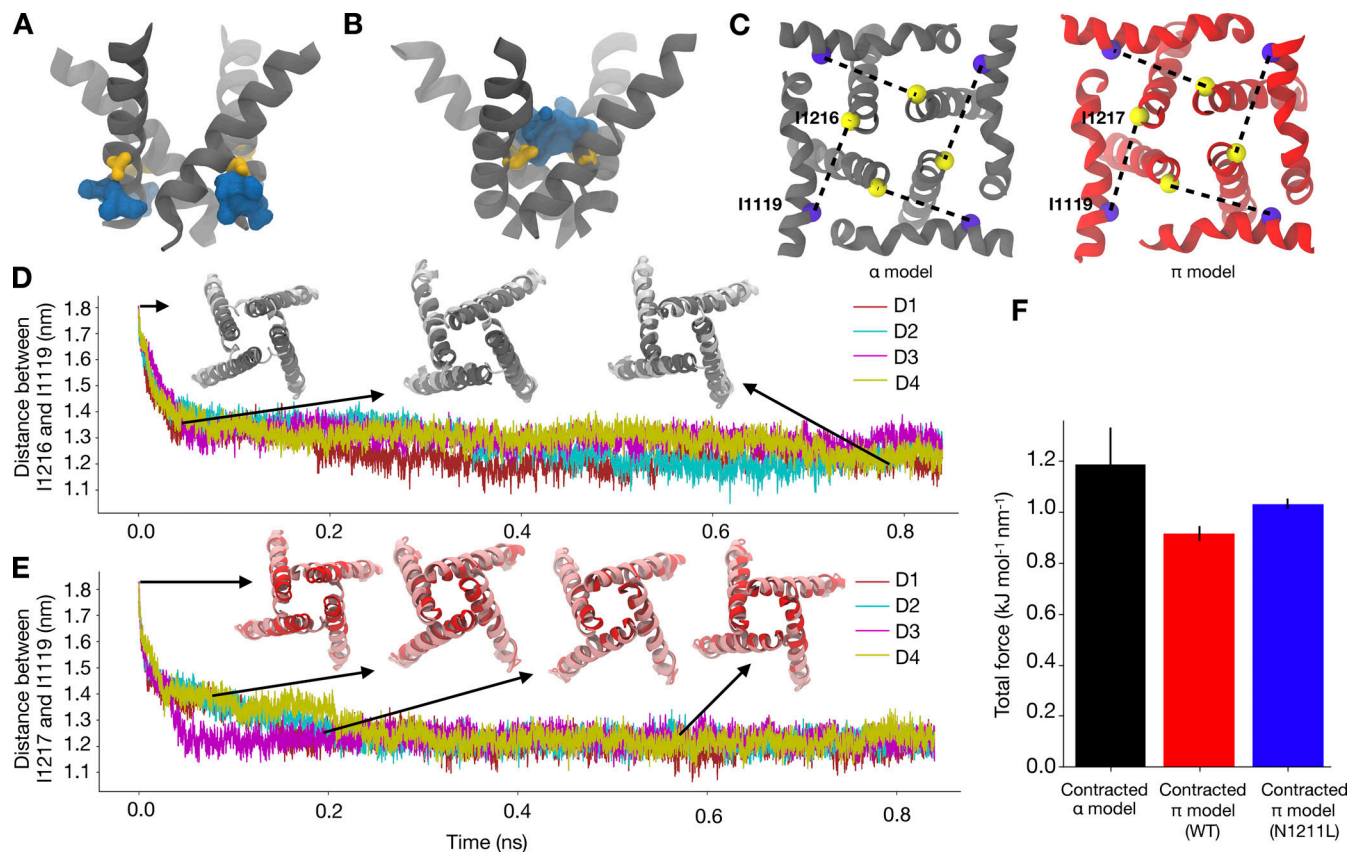 A
B
C
I1216
I1119
α model
I1217
I1119
π model
D
Distance between
I1216 and I1119 (nm)
1.8
1.7
1.6
1.5
1.4
1.3
1.2
1.1
0.0
0.2
0.4
0.6
0.8
D1
D2
D3
D4
E
Distance between
I1217 and I1119 (nm)
1.8
1.7
1.6
1.5
1.4
1.3
1.2
1.1
0.0
0.2
0.4
0.6
0.8
Time (ns)
D1
D2
D3
D4
F
Total force (kJ mol⁻¹ nm⁻¹)
1.2
1.0
0.8
0.6
0.4
0.2
0.0
Contracted
α model
Contracted
π model
(WT)
Contracted
π model
(N1211L)